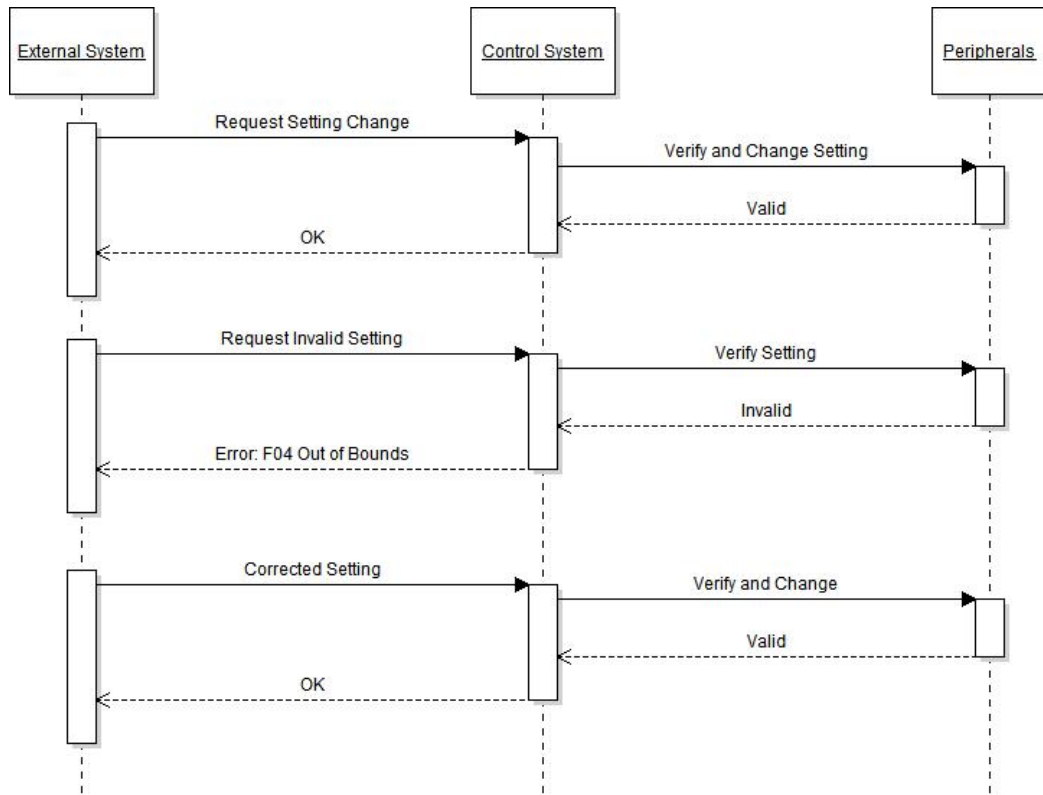 External System
Control System
Peripherals
Request Setting Change
Verify and Change Setting
Valid
OK
Request Invalid Setting
Verify Setting
Invalid
Error: F04 Out of Bounds
Corrected Setting
Verify and Change
Valid
OK